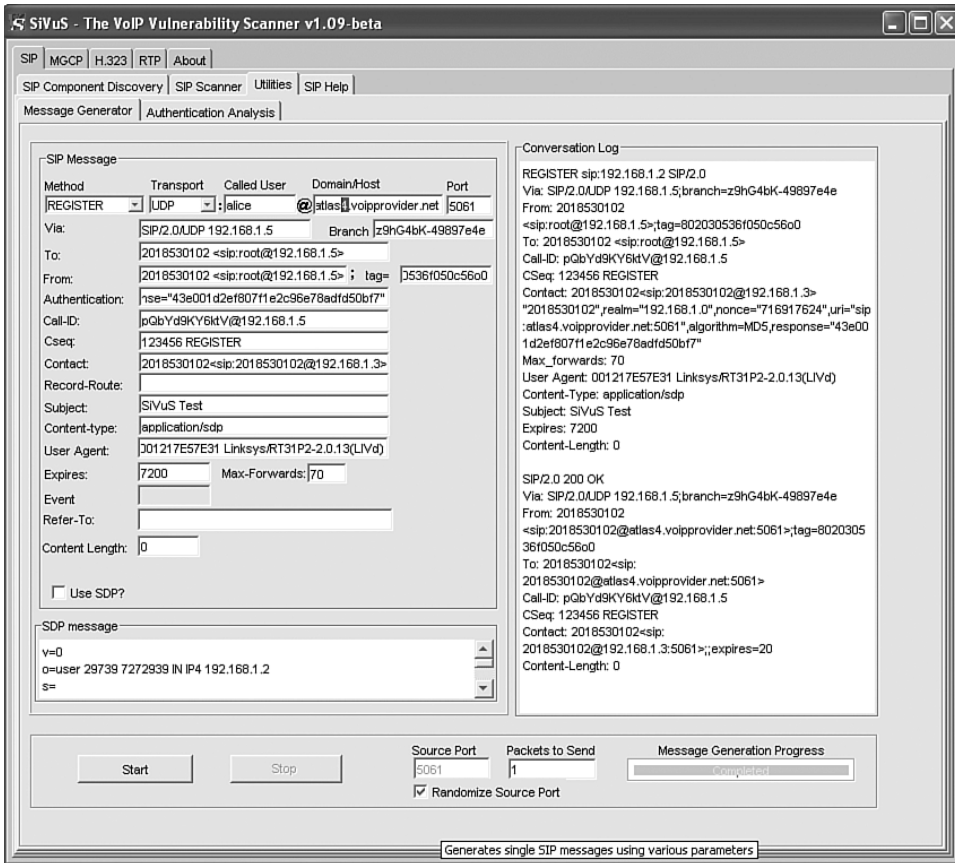 SiVuS - The VoIP Vulnerability Scanner v1.09-beta
SIP MGCP H.323 RTP About
SIP Component Discovery SIP Scanner Utilities SIP Help
Message Generator Authentication Analysis
SIP Message
Method Transport Called User Domain/Host Port
REGISTER UDP : alice @ atlas4.voipprovider.net 5061
Via: SIP/2.0/UDP 192.168.1.5 Branch z9hG4bK-49897e4e
To: 2018530102 <sip:root@192.168.1.5>
From: 2018530102 <sip:root@192.168.1.5> ; tag= 0536f050c56o0
Authentication: nse="43e001d2ef807f1e2c96e78adfd50bf7"
Call-ID: pQbYd9KY6ktV@192.168.1.5
Cseq: 123456 REGISTER
Contact: 2018530102<sip:2018530102@192.168.1.3>
Record-Route:
Subject: SiVuS Test
Content-type: application/sdp
User Agent: 001217E57E31 Linksys/RT31P2-2.0.13(LIVd)
Expires: 7200 Max-Forwards: 70
Event
Refer-To:
Content Length: 0
Use SDP?
SDP message
v=0
o=user 29739 7272939 IN IP4 192.168.1.2
s=
Conversation Log
REGISTER sip:192.168.1.2 SIP/2.0
Via: SIP/2.0/UDP 192.168.1.5;branch=z9hG4bK-49897e4e
From: 2018530102
<sip:root@192.168.1.5>;tag=802030536f050c56o0
To: 2018530102 <sip:root@192.168.1.5>
Call-ID: pQbYd9KY6ktV@192.168.1.5
CSeq: 123456 REGISTER
Contact: 2018530102<sip:2018530102@192.168.1.3>
"2018530102",realm="192.168.1.0",nonce="716917624",uri="sip
:atlas4.voipprovider.net:5061",algorithm=MD5,response="43e00
1d2ef807f1e2c96e78adfd50bf7"
Max_forwards: 70
User Agent: 001217E57E31 Linksys/RT31P2-2.0.13(LIVd)
Content-Type: application/sdp
Subject: SiVuS Test
Expires: 7200
Content-Length: 0
SIP/2.0 200 OK
Via: SIP/2.0/UDP 192.168.1.5;branch=z9hG4bK-49897e4e
From: 2018530102
<sip:2018530102@atlas4.voipprovider.net:5061>;tag=8020305
36f050c56o0
To: 2018530102<sip:
2018530102@atlas4.voipprovider.net:5061>
Call-ID: pQbYd9KY6ktV@192.168.1.5
CSeq: 123456 REGISTER
Contact: 2018530102<sip:
2018530102@192.168.1.3:5061>;;expires=20
Content-Length: 0
Start Stop
Source Port Packets to Send Message Generation Progress
5061 1 Completed
Randomize Source Port
Generates single SIP messages using various parameters